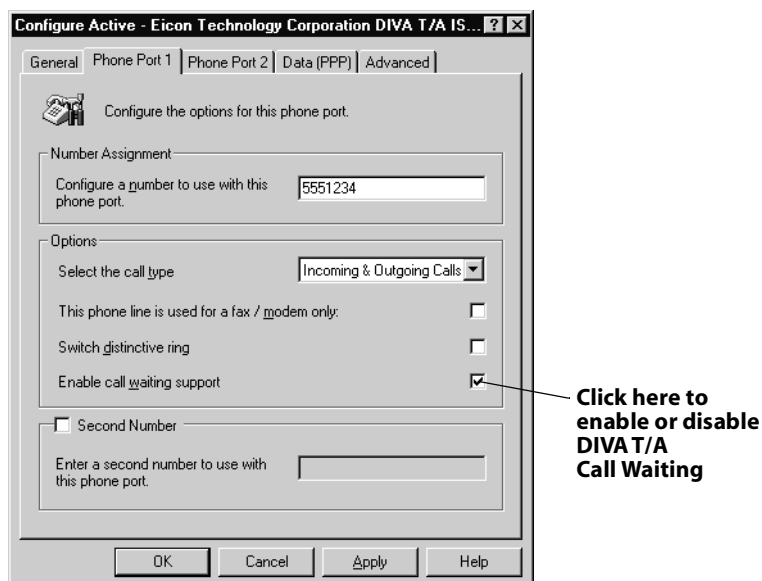 Configure Active - Eicon Technology Corporation DIVA T/A IS...
General Phone Port 1 Phone Port 2 Data (PPP) Advanced
Configure the options for this phone port.
Number Assignment
Configure a number to use with this
phone port.
5551234
Options
Select the call type
Incoming & Outgoing Calls
This phone line is used for a fax / modem only:
Switch distinctive ring
Enable call waiting support
Click here to
enable or disable
DIVA T/A
Call Waiting
Second Number
Enter a second number to use with
this phone port.
OK Cancel Apply Help